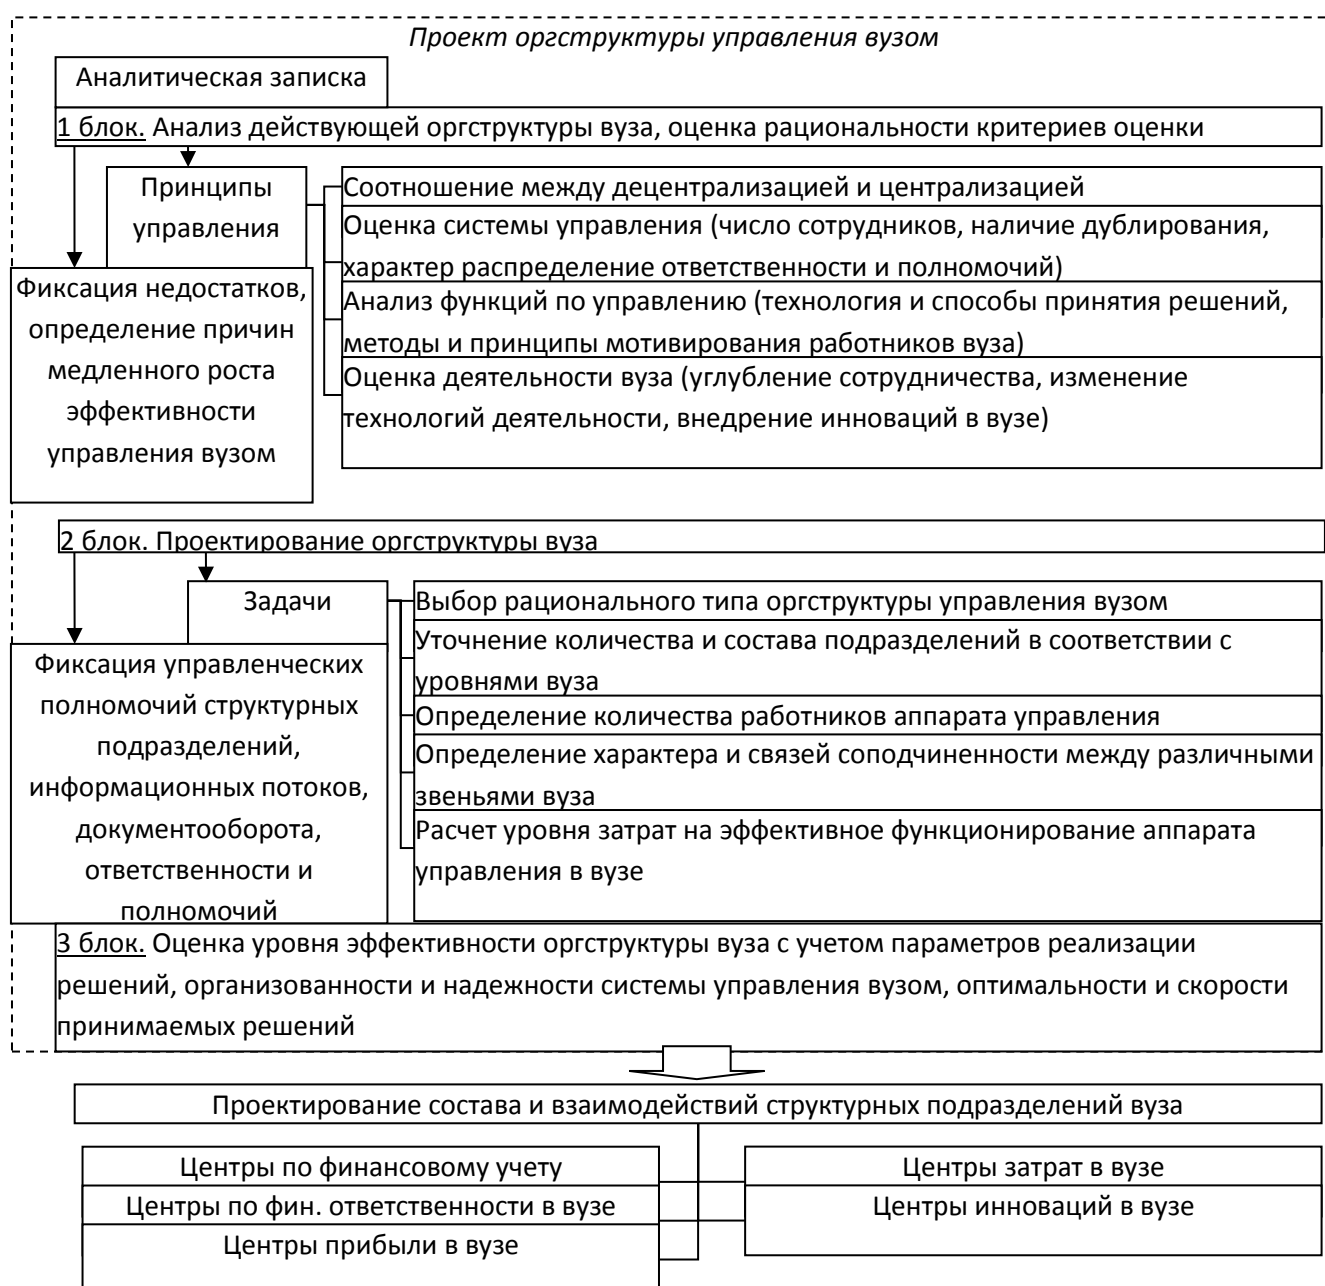 Проект оргструктуры управления вузом
Аналитическая записка
1 блок. Анализ действующей оргструктуры вуза, оценка рациональности критериев оценки
Принципы
управления
Соотношение между децентрализацией и централизацией
Оценка системы управления (число сотрудников, наличие дублирования,
характер распределение ответственности и полномочий)
Анализ функций по управлению (технология и способы принятия решений,
методы и принципы мотивирования работников вуза)
Оценка деятельности вуза (углубление сотрудничества, изменение
технологий деятельности, внедрение инноваций в вузе)
Фиксация недостатков,
определение причин
медленного роста
эффективности
управления вузом
2 блок. Проектирование оргструктуры вуза
Задачи
Выбор рационального типа оргструктуры управления вузом
Уточнение количества и состава подразделений в соответствии с
уровнями вуза
Определение количества работников аппарата управления
Определение характера и связей соподчиненности между различными
звеньями вуза
Расчет уровня затрат на эффективное функционирование аппарата
управления в вузе
Фиксация управленческих
полномочий структурных
подразделений,
информационных потоков,
документооборота,
ответственности и
полномочий
3 блок. Оценка уровня эффективности оргструктуры вуза с учетом параметров реализации
решений, организованности и надежности системы управления вузом, оптимальности и скорости
принимаемых решений
Проектирование состава и взаимодействий структурных подразделений вуза
Центры по финансовому учету
Центры по фин. ответственности в вузе
Центры прибыли в вузе
Центры затрат в вузе
Центры инноваций в вузе